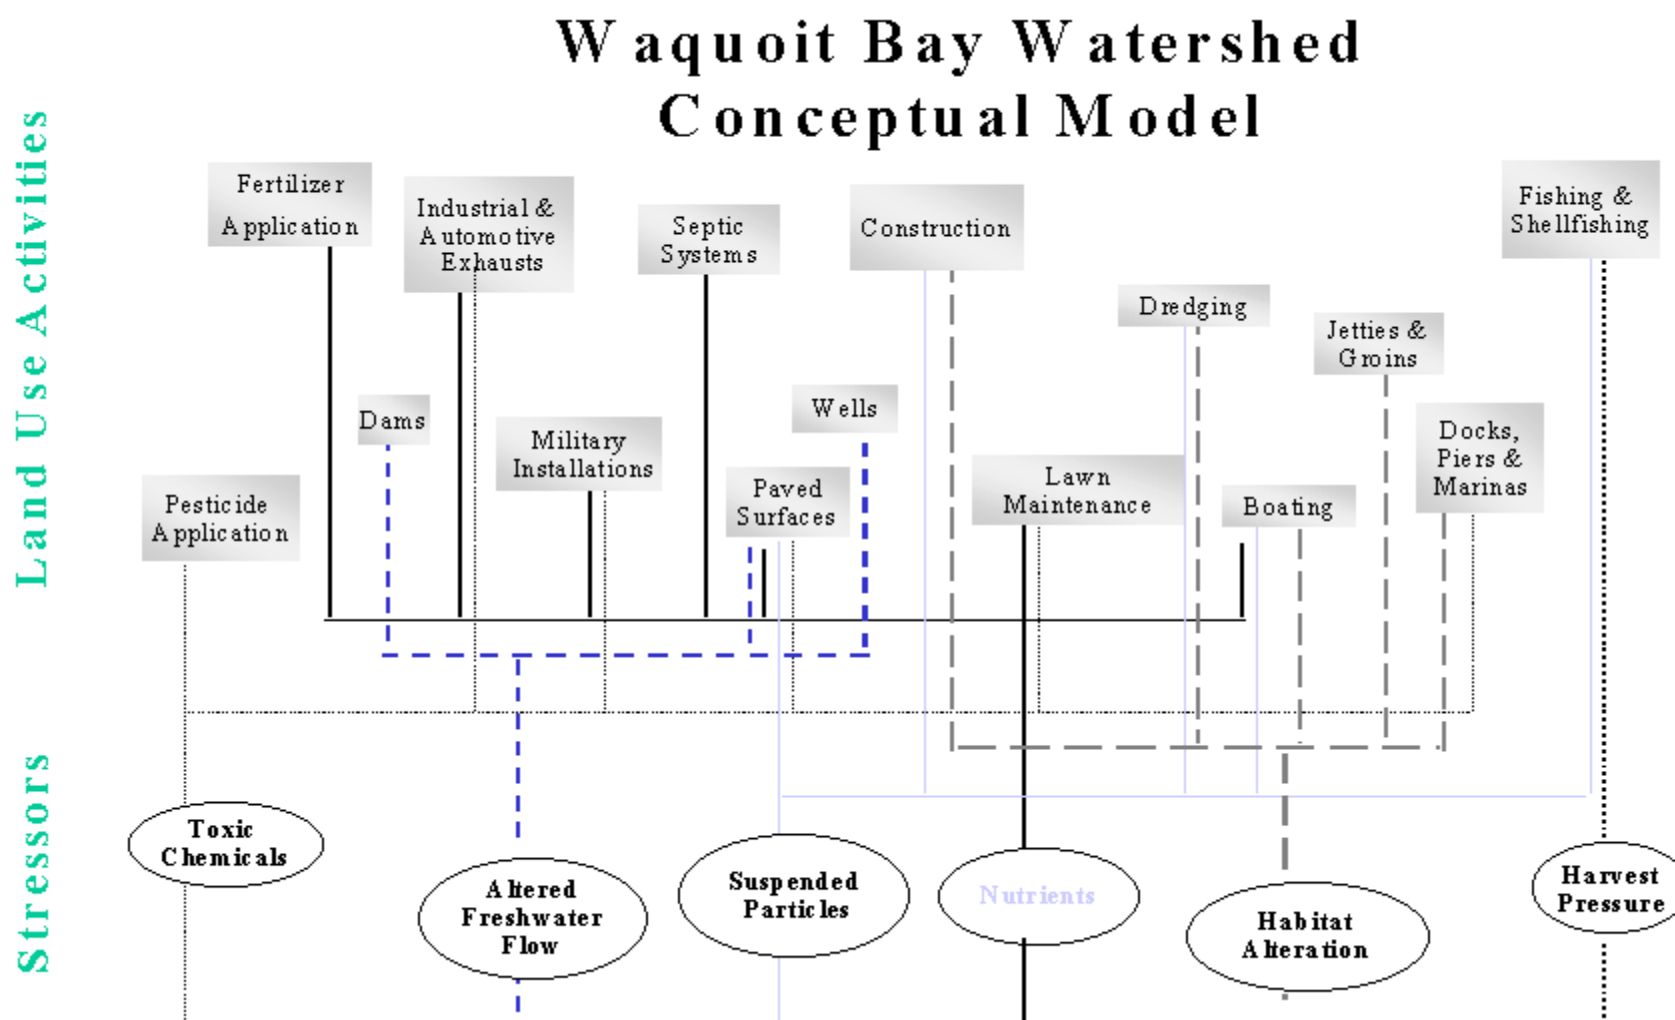 Waquoit Bay Watershed
Conceptual Model
Land Use Activities
Fertilizer
Application
Industrial &
Automotive
Exhausts
Septic
Systems
Construction
Fishing &
Shellfishing
Dredging
Jetties &
Groins
Dams
Military
Installations
Wells
Docks,
Piers &
Marinas
Pesticide
Application
Paved
Surfaces
Lawn
Maintenance
Boating
Stressors
Toxic
Chemicals
Altered
Freshwater
Flow
Suspended
Particles
Nutrients
Habitat
Alteration
Harvest
Pressure